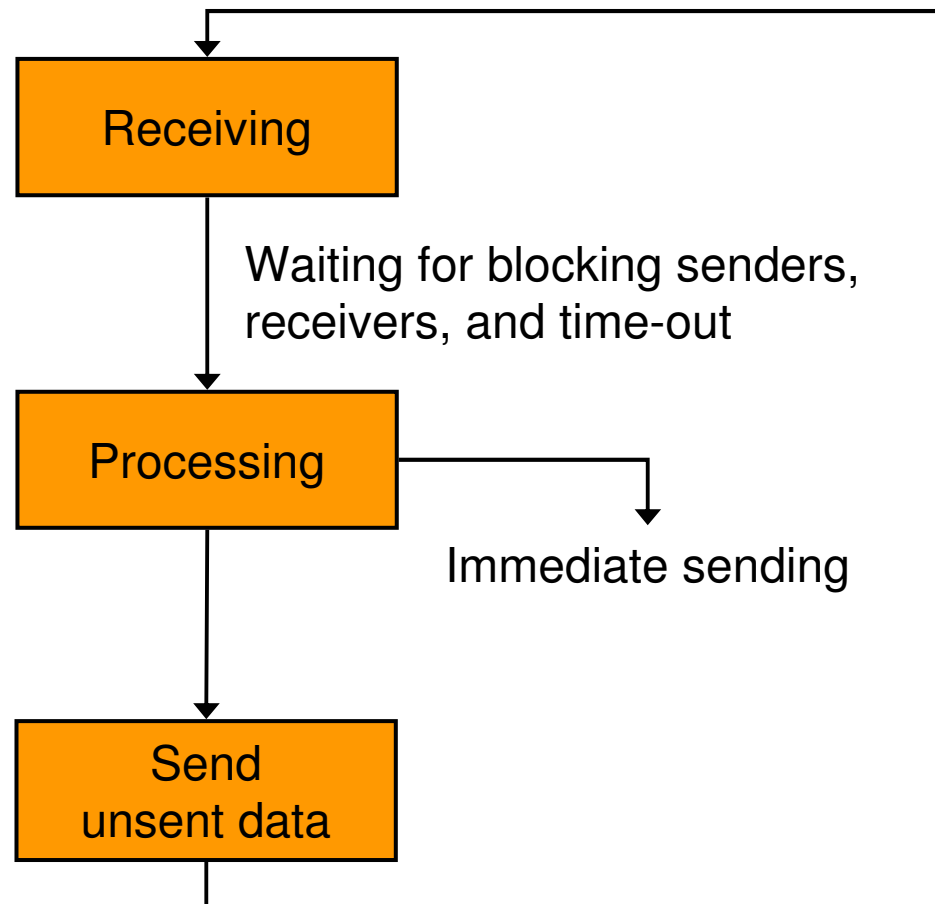 Receiving
Waiting for blocking senders,
receivers, and time-out
Processing
Immediate sending
Send
unsent data